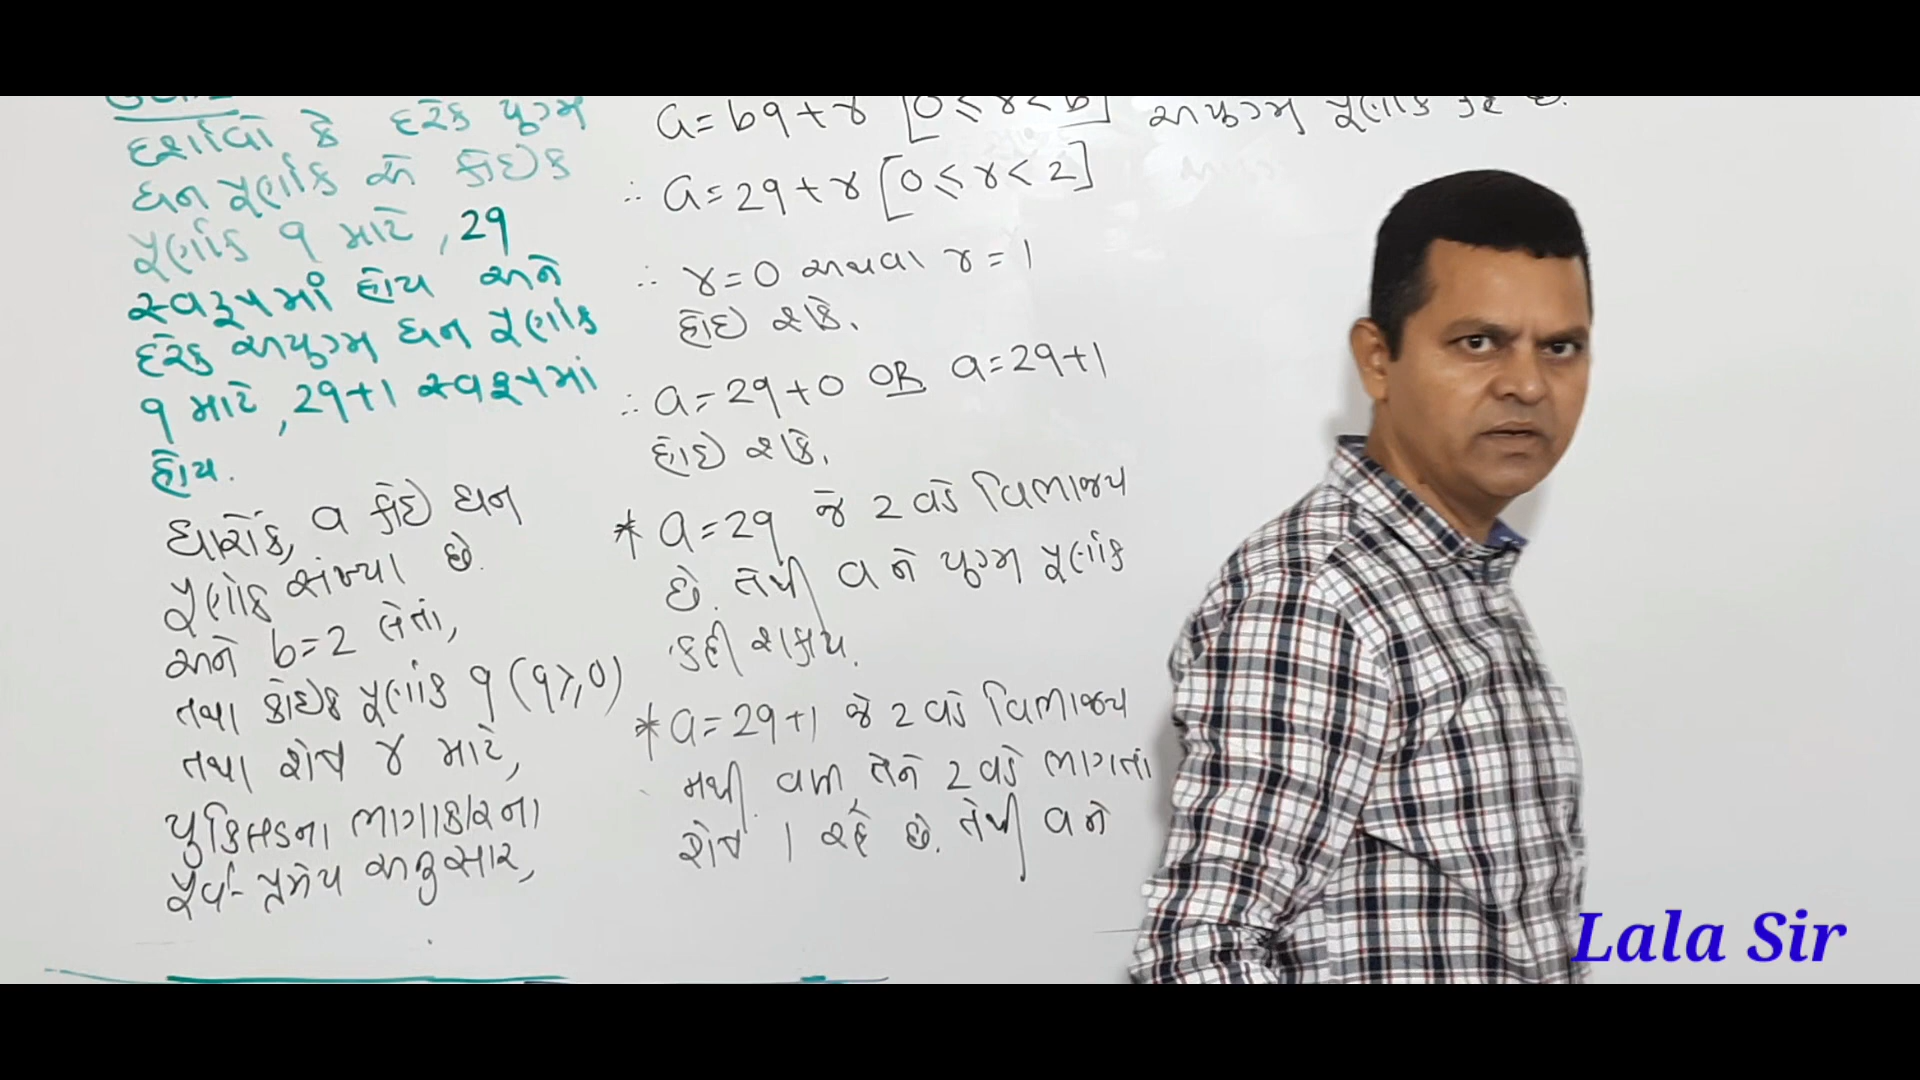 દર્શાવો કે દરેક યુગ્મ
ધન પૂર્ણાંક એ કોઈક
પૂર્ણાંક q માટે, 2q
સ્વરૂપમાં હોય અને
દરેક અયુગ્મ ધન પૂર્ણાંક
q માટે, 2q+1 સ્વરૂપમાં
હોય.
ધારોકે, a કોઈ ધન
પૂર્ણાંક સંખ્યા છે.
અને b=2 લેતાં,
તથા કોઈક પૂર્ણાંક q (q≥0)
તથા શેષ r માટે,
યુક્લિડના ભાગાકારના
પૂર્વ-પ્રમેય અનુસાર,
a=bq+r [0≤r<b]
∴ a=2q+r [0≤r<2]
∴ r=0 અથવા r=1
હોઈ શકે.
∴ a=2q+0 OR a=2q+1
હોઈ શકે.
* a=2q જે 2 વડે વિભાજ્ય
છે. તેથી a ને યુગ્મ પૂર્ણાંક
કહી શકાય.
* a=2q+1 જે 2 વડે વિભાજ્ય
નથી વળી તેને 2 વડે ભાગતાં
શેષ 1 રહે છે. તેથી a ને
અયુગ્મ પૂર્ણાંક કહે છે.
Lala Sir